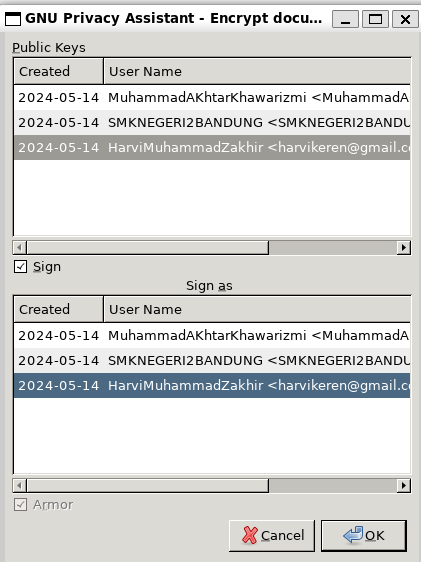 GNU Privacy Assistant - Encrypt docu...
Public Keys
Created User Name
2024-05-14 MuhammadAKhtarKhawarizmi <MuhammadA
2024-05-14 SMKNEGERI2BANDUNG <SMKNEGERI2BANDU
2024-05-14 HarviMuhammadZakhir <harvikeren@gmail.co
Sign
Sign as
Created User Name
2024-05-14 MuhammadAKhtarKhawarizmi <MuhammadA
2024-05-14 SMKNEGERI2BANDUNG <SMKNEGERI2BANDU
2024-05-14 HarviMuhammadZakhir <harvikeren@gmail.co
Armor
Cancel OK